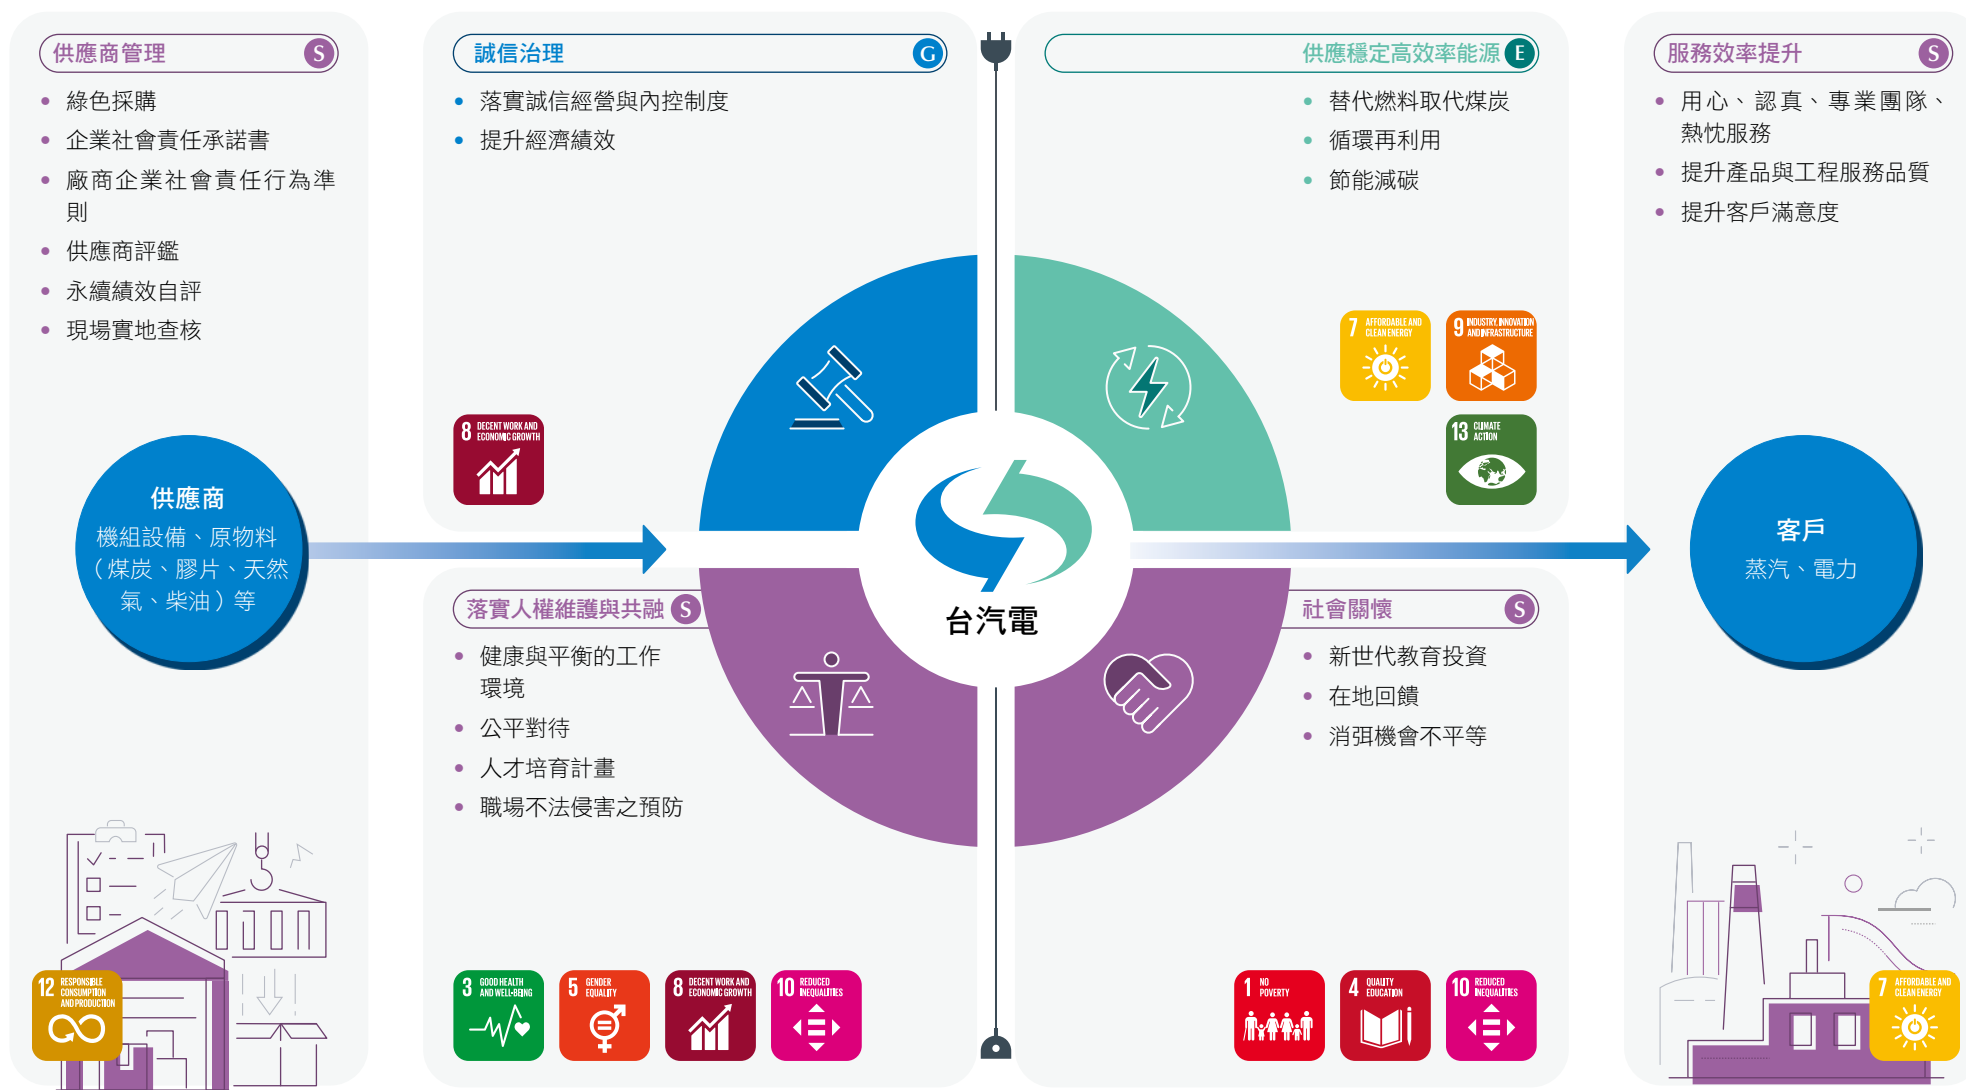 供應商管理 S
綠色採購
企業社會責任承諾書
廠商企業社會責任行為準
則
供應商評鑑
永續績效自評
現場實地查核
供應商
機組設備、原物料
（煤炭、膠片、天然
氣、柴油）等
12 RESPONSIBLE
CONSUMPTION
AND PRODUCTION
誠信治理 G
落實誠信經營與內控制度
提升經濟績效
8 DECENT WORK AND
ECONOMIC GROWTH
供應穩定高效率能源 E
替代燃料取代煤炭
循環再利用
節能減碳
7 AFFORDABLE AND
CLEAN ENERGY
9 INDUSTRY, INNOVATION
AND INFRASTRUCTURE
13 CLIMATE
ACTION
台汽電
落實人權維護與共融 S
健康與平衡的工作
環境
公平對待
人才培育計畫
職場不法侵害之預防
3 GOOD HEALTH
AND WELL-BEING
5 GENDER
EQUALITY
8 DECENT WORK AND
ECONOMIC GROWTH
10 REDUCED
INEQUALITIES
社會關懷 S
新世代教育投資
在地回饋
消弭機會不平等
1 NO
POVERTY
4 QUALITY
EDUCATION
10 REDUCED
INEQUALITIES
服務效率提升 S
用心、認真、專業團隊、
熱忱服務
提升產品與工程服務品質
提升客戶滿意度
客戶
蒸汽、電力
7 AFFORDABLE AND
CLEAN ENERGY